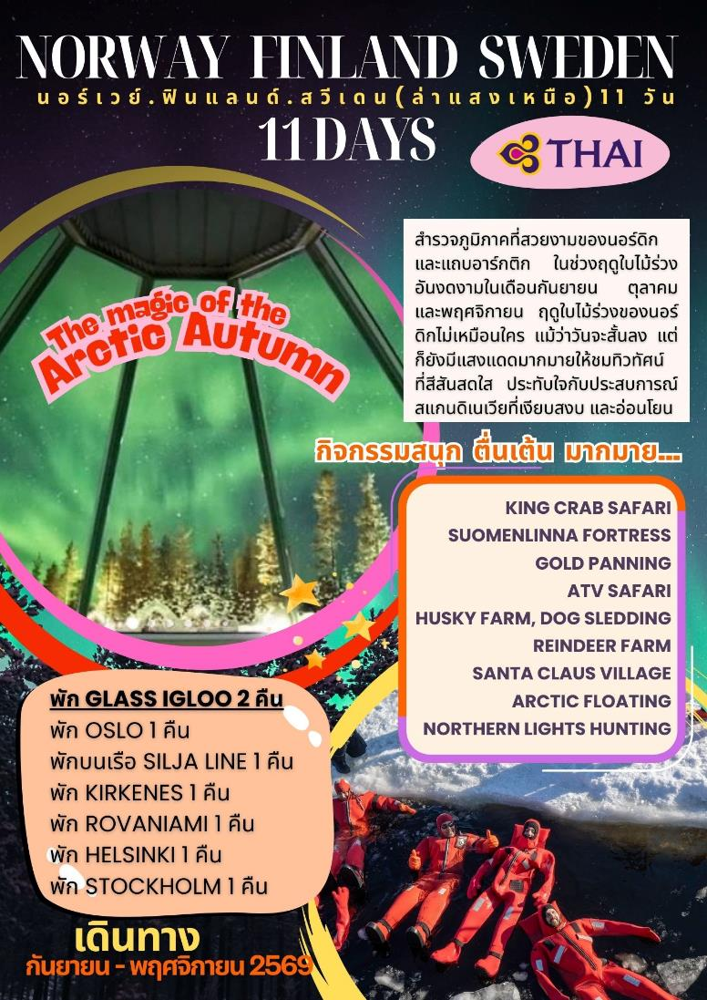 NORWAY FINLAND SWEDEN
นอร์เวย์.ฟินแลนด์.สวีเดน(ล่าแสงเหนือ)11 วัน
11 DAYS
THAI
สำรวจภูมิภาคที่สวยงามของนอร์ดิก
และแถบอาร์กติก ในช่วงฤดูใบไม้ร่วง
อันงดงามในเดือนกันยายน ตุลาคม
และพฤศจิกายน ฤดูใบไม้ร่วงของนอร์
ดิกไม่เหมือนใคร แม้ว่าวันจะสั้นลง แต่
ก็ยังมีแสงแดดมากมายให้ชมทิวทัศน์
ที่สีสันสดใส ประทับใจกับประสบการณ์
สแกนดิเนเวียที่เงียบสงบ และอ่อนโยน
The magic of the
Arctic Autumn
กิจกรรมสนุก ตื่นเต้น มากมาย...
KING CRAB SAFARI
SUOMENLINNA FORTRESS
GOLD PANNING
ATV SAFARI
HUSKY FARM, DOG SLEDDING
REINDEER FARM
SANTA CLAUS VILLAGE
ARCTIC FLOATING
NORTHERN LIGHTS HUNTING
พัก GLASS IGLOO 2 คืน
พัก OSLO 1 คืน
พักบนเรือ SILJA LINE 1 คืน
พัก KIRKENES 1 คืน
พัก ROVANIAMI 1 คืน
พัก HELSINKI 1 คืน
พัก STOCKHOLM 1 คืน
เดินทาง
กันยายน - พฤศจิกายน 2569